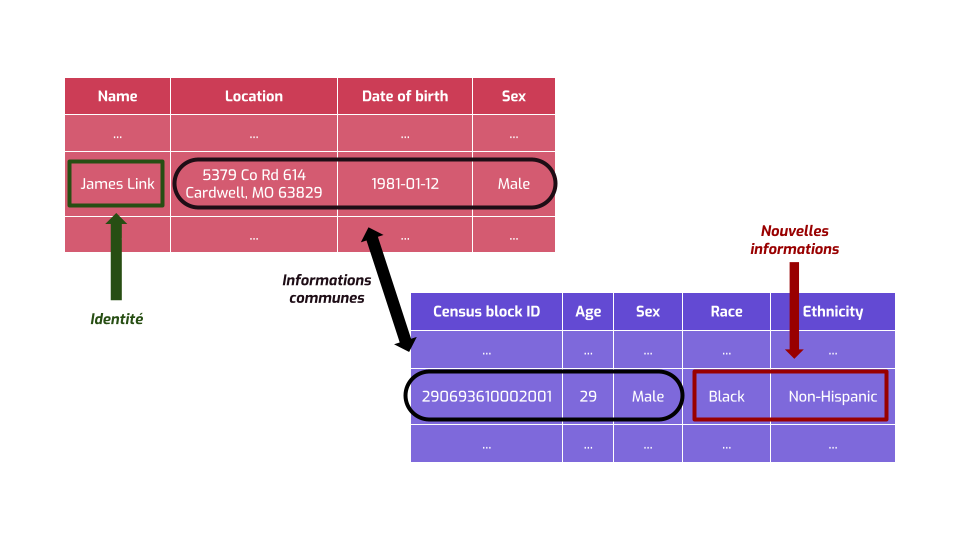 Name Location Date of birth Sex
... ... ... ...
James Link 5379 Co Rd 614 1981-01-12 Male
Cardwell, MO 63829
... ... ...
Identité
Informations
communes
Nouvelles
informations
Census block ID Age Sex Race Ethnicity
... ... ... ... ...
290693610002001 29 Male Black Non-Hispanic
... ... ... ... ...